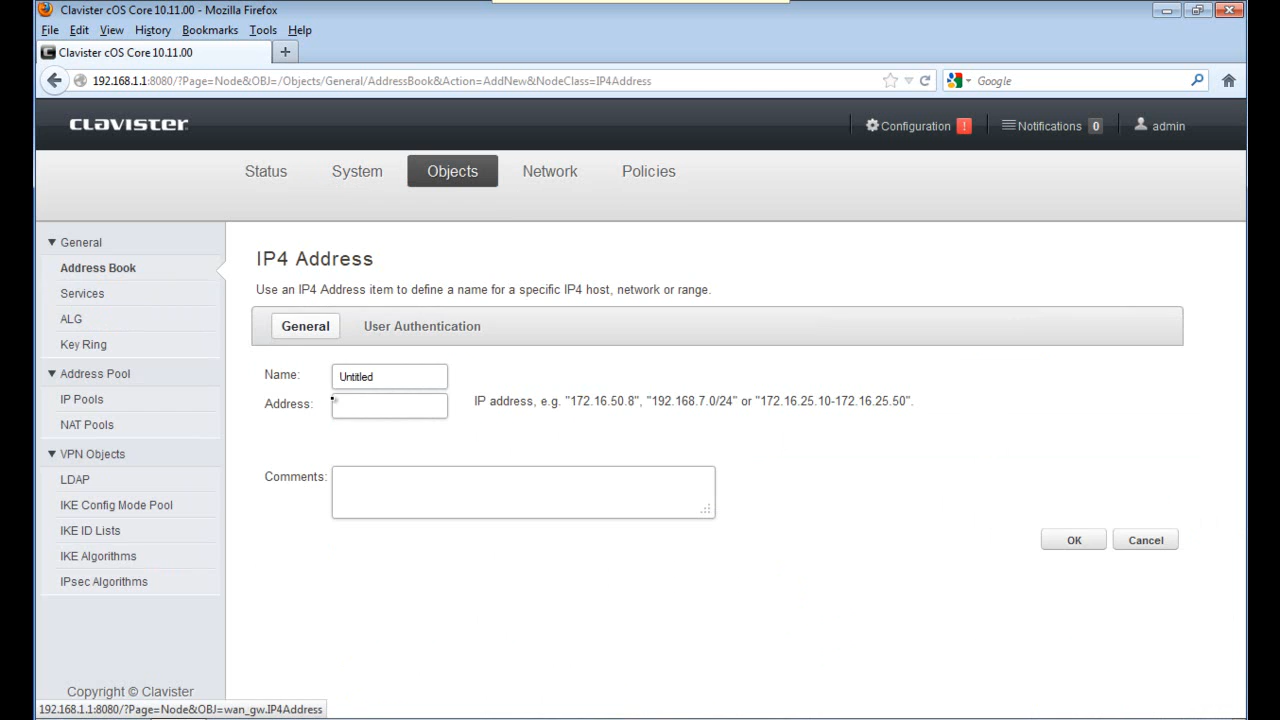 Clavister cOS Core 10.11.00 - Mozilla Firefox
File Edit View History Bookmarks Tools Help
Clavister cOS Core 10.11.00
192.168.1.1:8080/?Page=Node&OBJ=/Objects/General/AddressBook&Action=AddNew&NodeClass=IP4Address
Google
CLAVISTER
Configuration !
Notifications 0
admin
Status System Objects Network Policies
General
Address Book
Services
ALG
Key Ring
Address Pool
IP Pools
NAT Pools
VPN Objects
LDAP
IKE Config Mode Pool
IKE ID Lists
IKE Algorithms
IPsec Algorithms
IP4 Address
Use an IP4 Address item to define a name for a specific IP4 host, network or range.
General User Authentication
Name: Untitled
Address: IP address, e.g. "172.16.50.8", "192.168.7.0/24" or "172.16.25.10-172.16.25.50".
Comments:
OK Cancel
Copyright © Clavister
192.168.1.1:8080/?Page=Node&OBJ=wan_gw.IP4Address